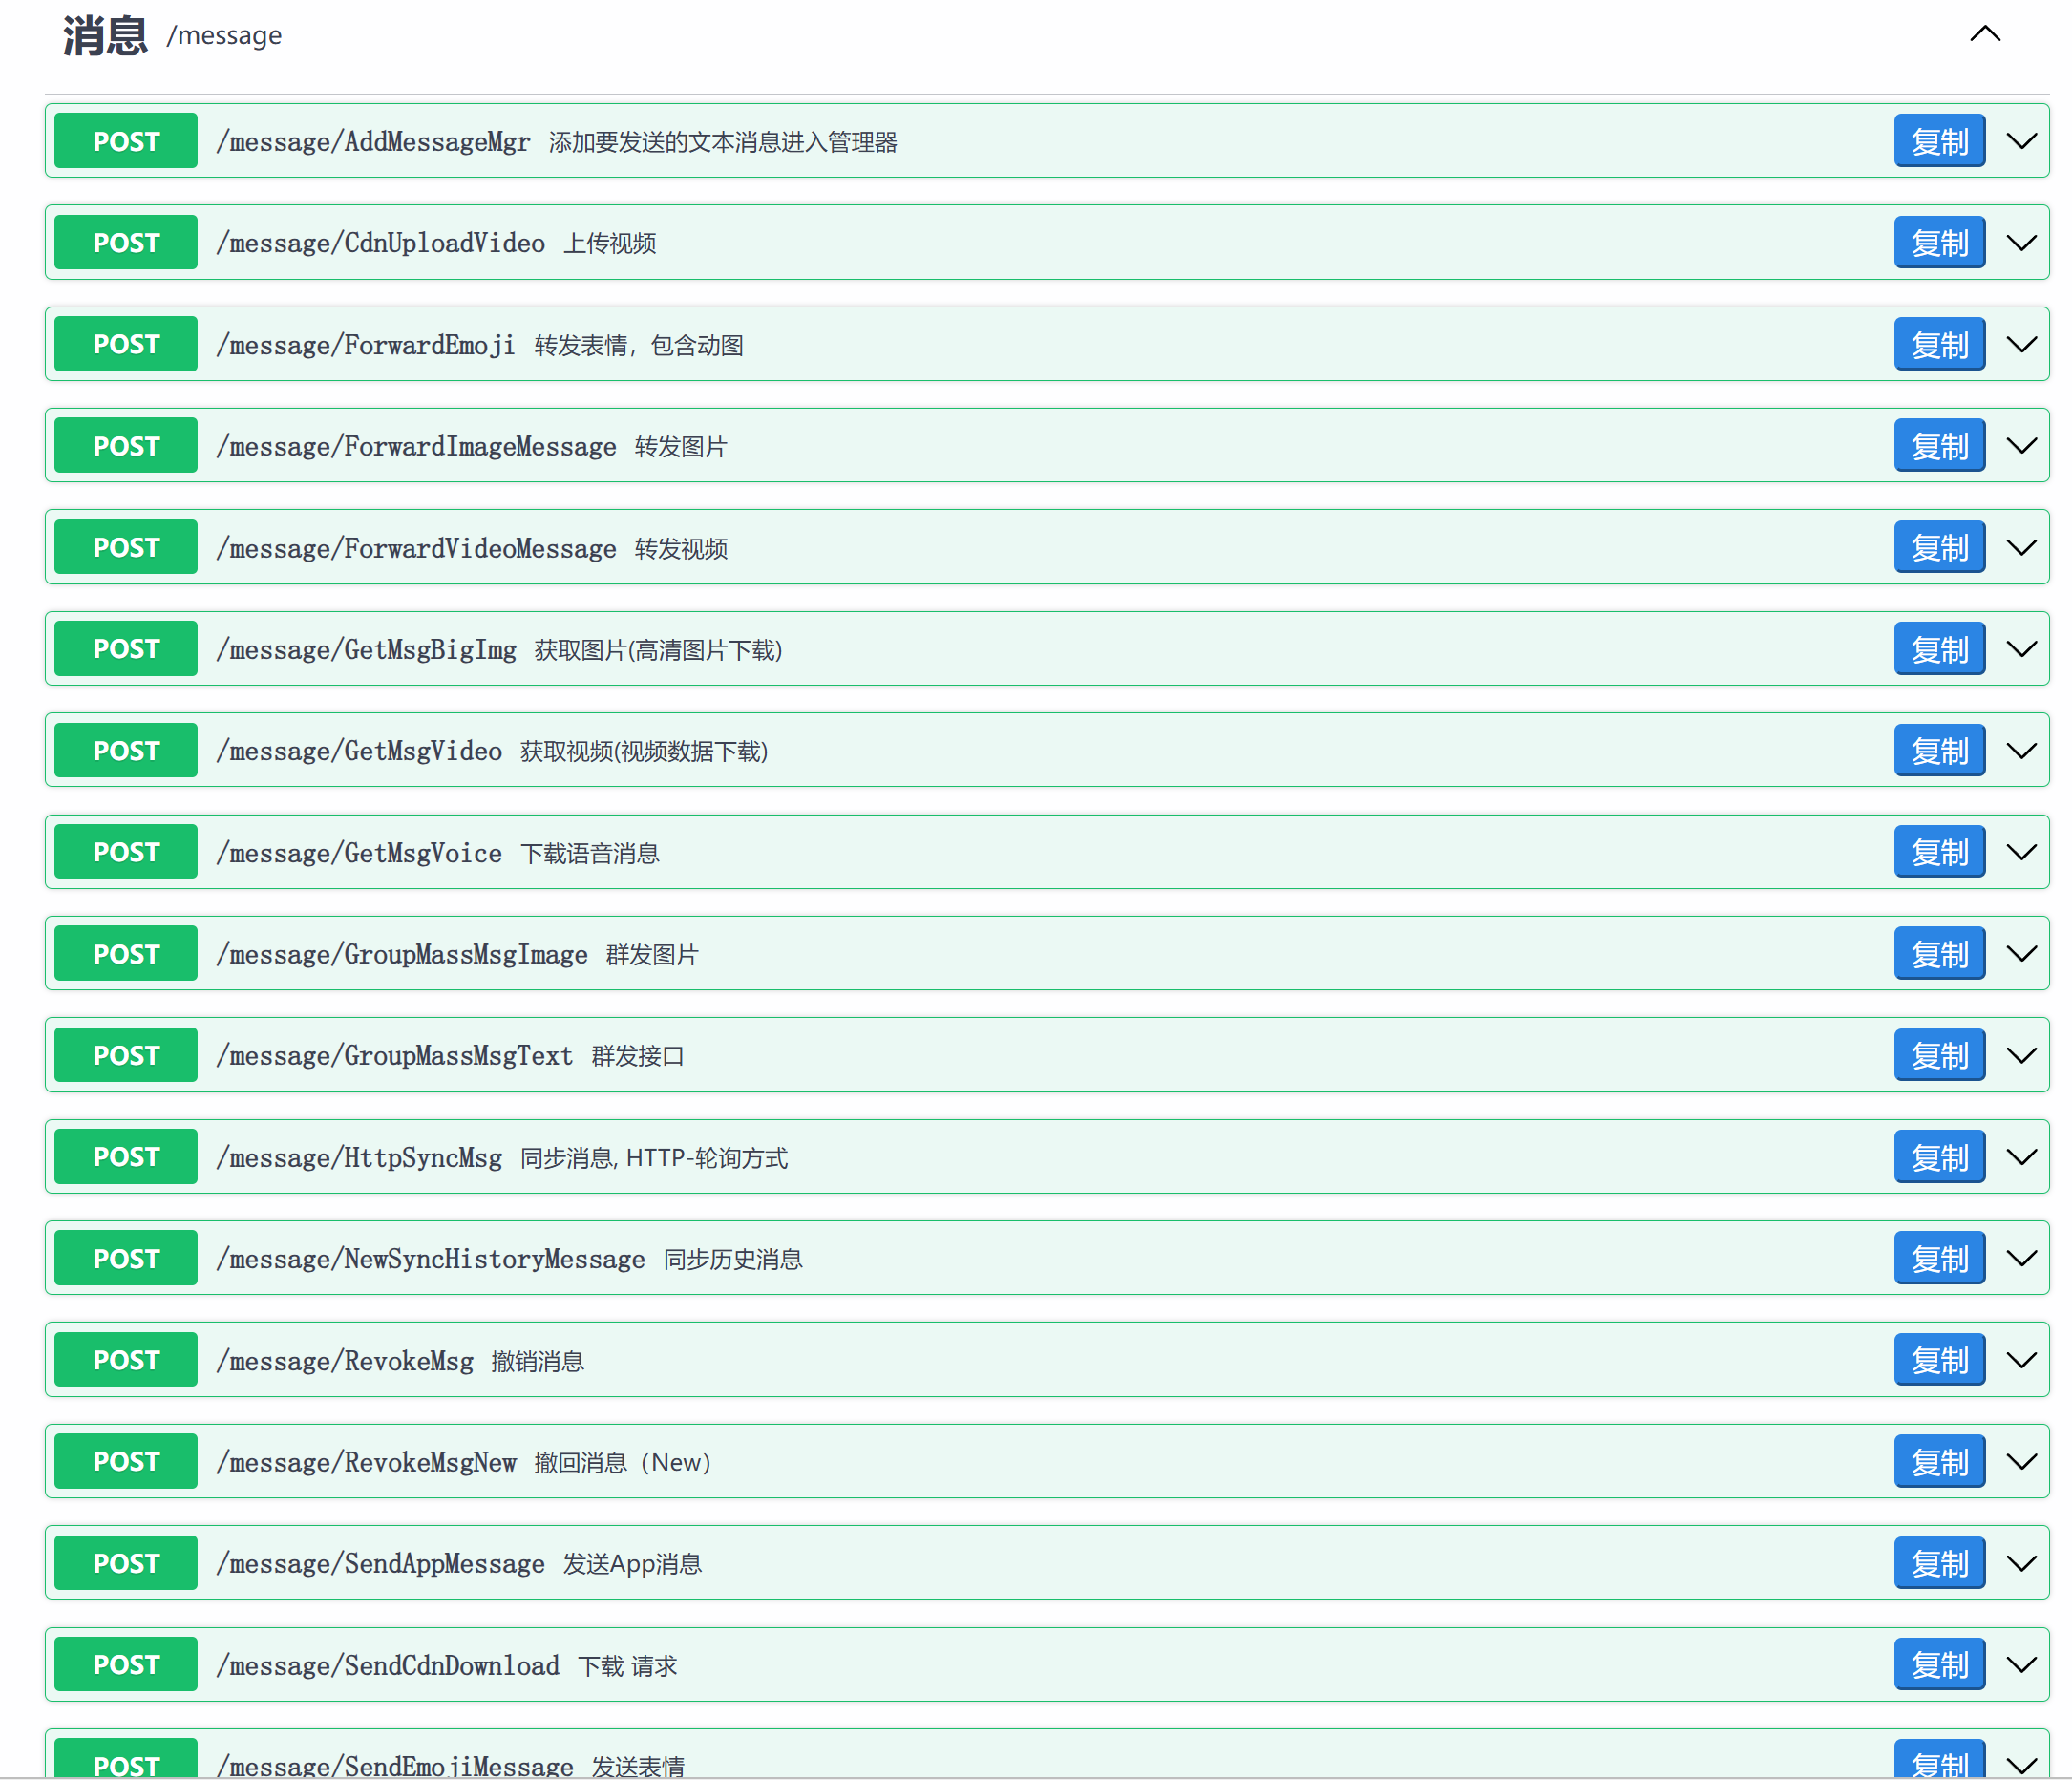 消息 /message
POST /message/AddMessageMgr 添加要发送的文本消息进入管理器 复制
POST /message/CdnUploadVideo 上传视频 复制
POST /message/ForwardEmoji 转发表情，包含动图 复制
POST /message/ForwardImageMessage 转发图片 复制
POST /message/ForwardVideoMessage 转发视频 复制
POST /message/GetMsgBigImg 获取图片(高清图片下载) 复制
POST /message/GetMsgVideo 获取视频(视频数据下载) 复制
POST /message/GetMsgVoice 下载语音消息 复制
POST /message/GroupMassMsgImage 群发图片 复制
POST /message/GroupMassMsgText 群发接口 复制
POST /message/HttpSyncMsg 同步消息, HTTP-轮询方式 复制
POST /message/NewSyncHistoryMessage 同步历史消息 复制
POST /message/RevokeMsg 撤销消息 复制
POST /message/RevokeMsgNew 撤回消息（New） 复制
POST /message/SendAppMessage 发送App消息 复制
POST /message/SendCdnDownload 下载 请求 复制
POST /message/SendEmojiMessage 发送表情 复制